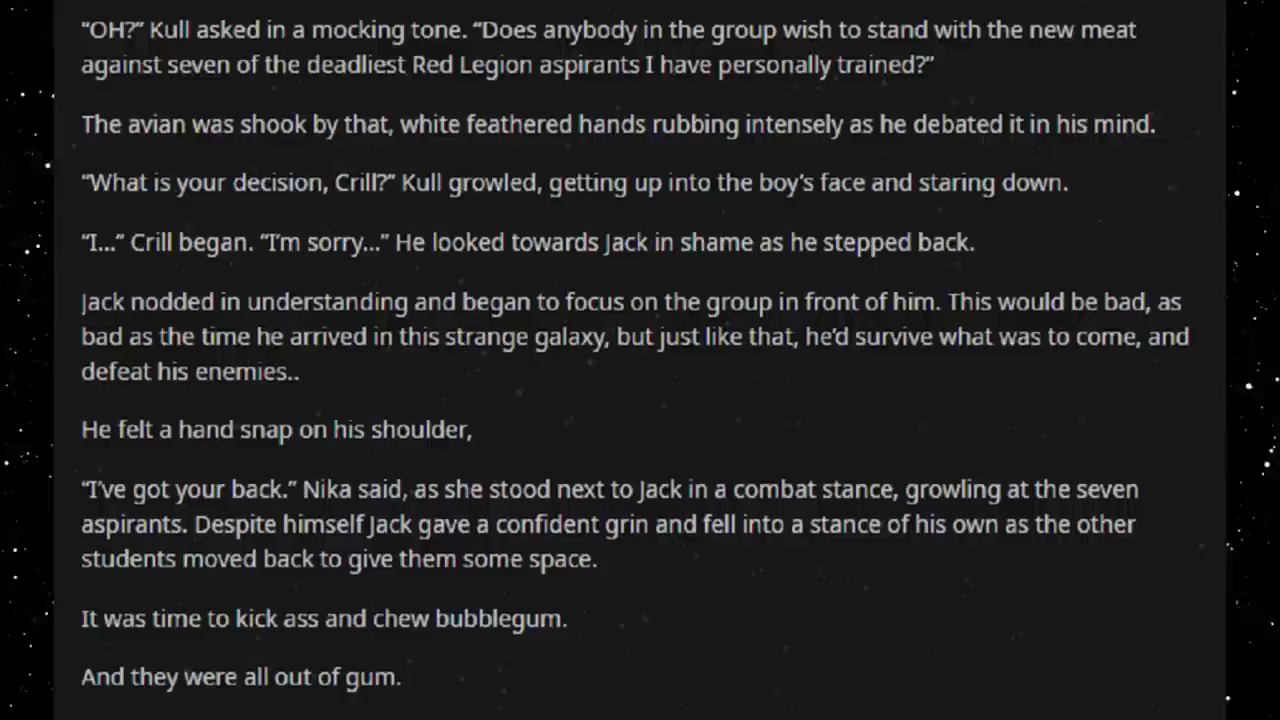 “OH?” Kull asked in a mocking tone. “Does anybody in the group wish to stand with the new meat
against seven of the deadliest Red Legion aspirants I have personally trained?”
The avian was shook by that, white feathered hands rubbing intensely as he debated it in his mind.
“What is your decision, Crill?” Kull growled, getting up into the boy’s face and staring down.
“I...” Crill began. “I’m sorry...” He looked towards Jack in shame as he stepped back.
Jack nodded in understanding and began to focus on the group in front of him. This would be bad, as
bad as the time he arrived in this strange galaxy, but just like that, he’d survive what was to come, and
defeat his enemies..
He felt a hand snap on his shoulder,
“I’ve got your back.” Nika said, as she stood next to Jack in a combat stance, growling at the seven
aspirants. Despite himself Jack gave a confident grin and fell into a stance of his own as the other
students moved back to give them some space.
It was time to kick ass and chew bubblegum.
And they were all out of gum.